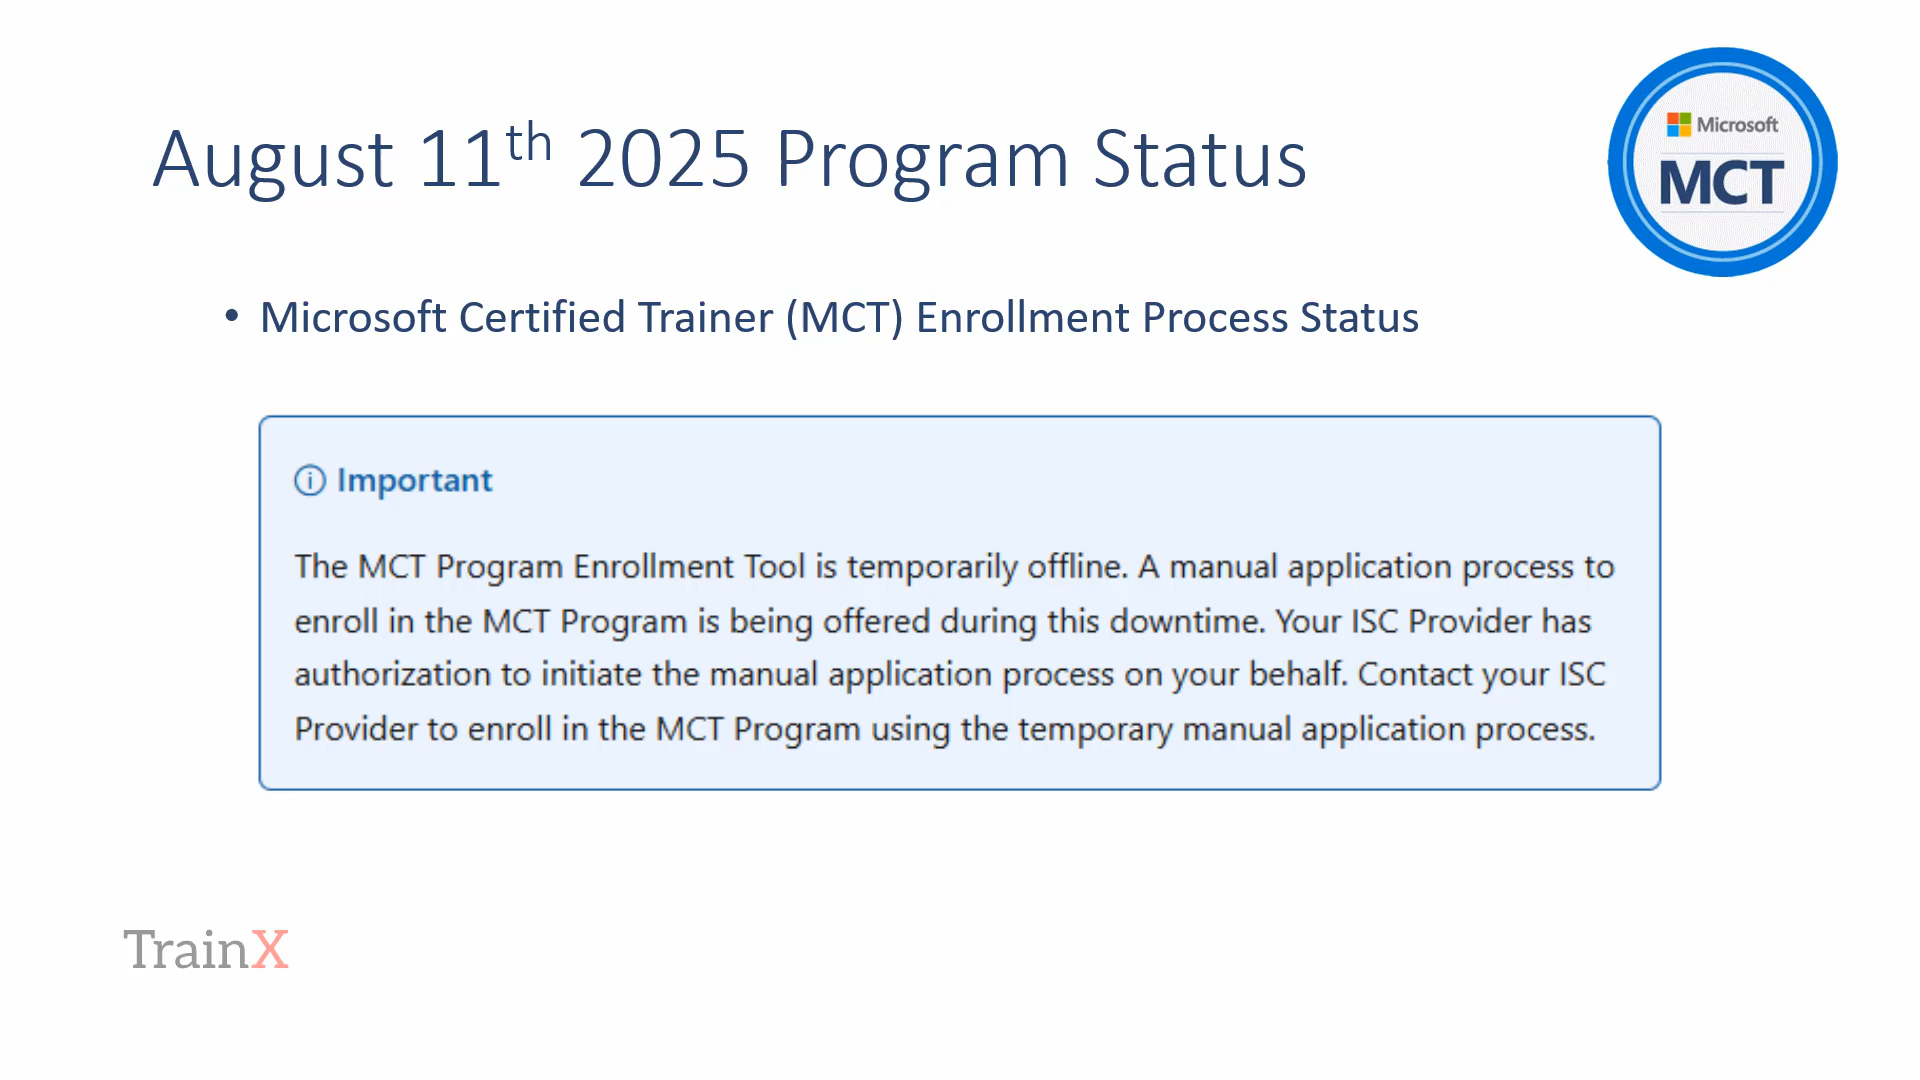 August 11th 2025 Program Status
Microsoft
MCT
• Microsoft Certified Trainer (MCT) Enrollment Process Status
Important
The MCT Program Enrollment Tool is temporarily offline. A manual application process to
enroll in the MCT Program is being offered during this downtime. Your ISC Provider has
authorization to initiate the manual application process on your behalf. Contact your ISC
Provider to enroll in the MCT Program using the temporary manual application process.
TrainX